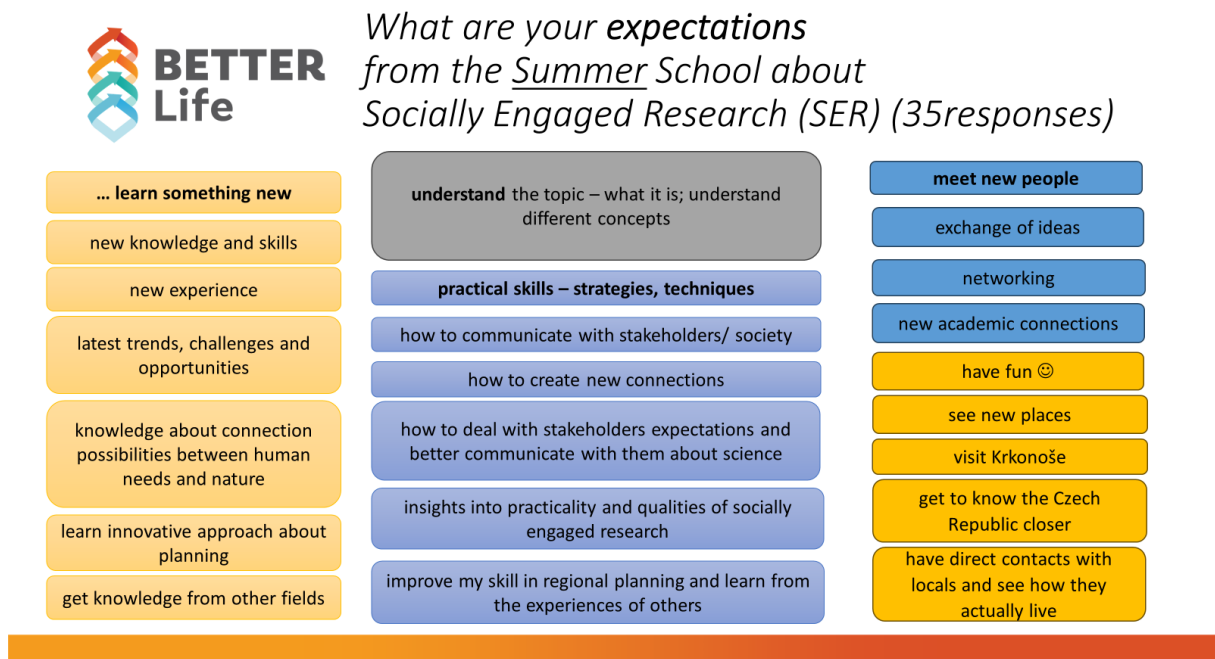 BETTER
Life
What are your expectations
from the Summer School about
Socially Engaged Research (SER) (35responses)
... learn something new
new knowledge and skills
new experience
latest trends, challenges and
opportunities
knowledge about connection
possibilities between human
needs and nature
learn innovative approach about
planning
get knowledge from other fields
understand the topic – what it is; understand
different concepts
practical skills – strategies, techniques
how to communicate with stakeholders/ society
how to create new connections
how to deal with stakeholders expectations and
better communicate with them about science
insights into practicality and qualities of socially
engaged research
improve my skill in regional planning and learn from
the experiences of others
meet new people
exchange of ideas
networking
new academic connections
have fun ☺
see new places
visit Krkonoše
get to know the Czech
Republic closer
have direct contacts with
locals and see how they
actually live